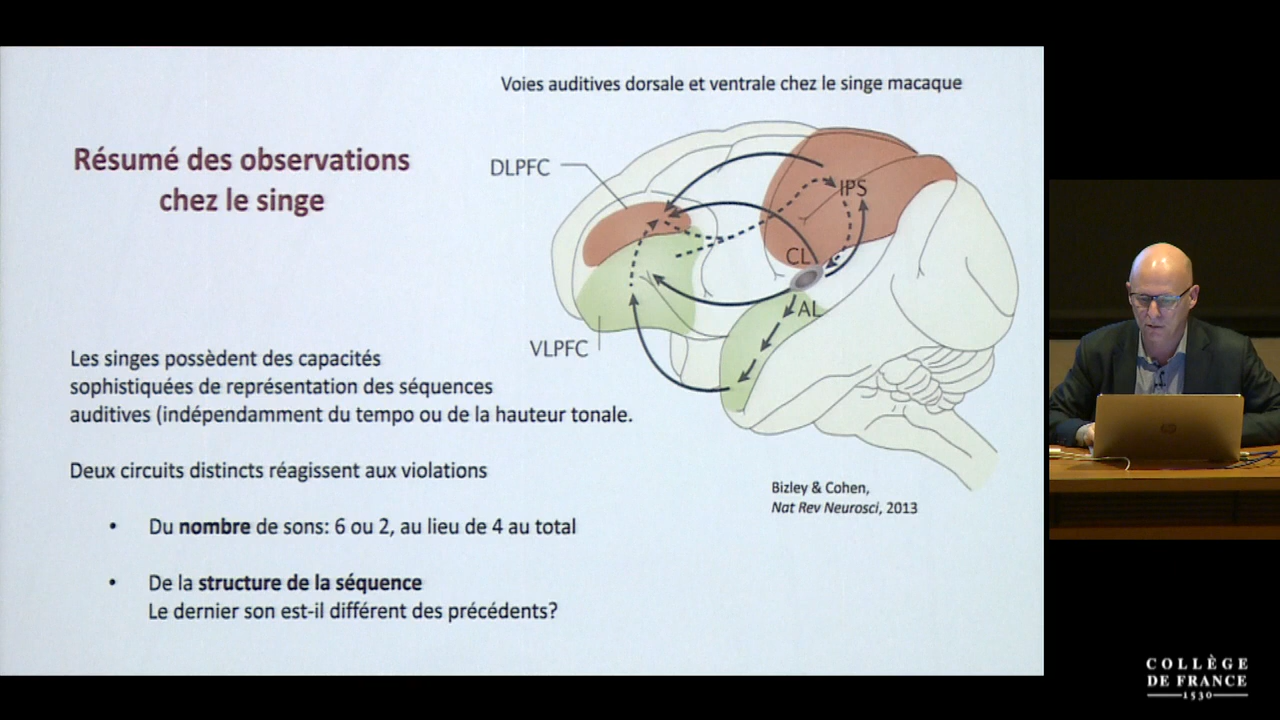 Voies auditives dorsale et ventrale chez le singe macaque
Résumé des observations
chez le singe
DLPFC
IPS
CL
AL
VLPFC
Les singes possèdent des capacités
sophistiquées de représentation des séquences
auditives (indépendamment du tempo ou de la hauteur tonale.
Deux circuits distincts réagissent aux violations
• Du nombre de sons: 6 ou 2, au lieu de 4 au total
• De la structure de la séquence
Le dernier son est-il différent des précédents?
Bizley & Cohen,
Nat Rev Neurosci, 2013
COLLÈGE
DE FRANCE
1530